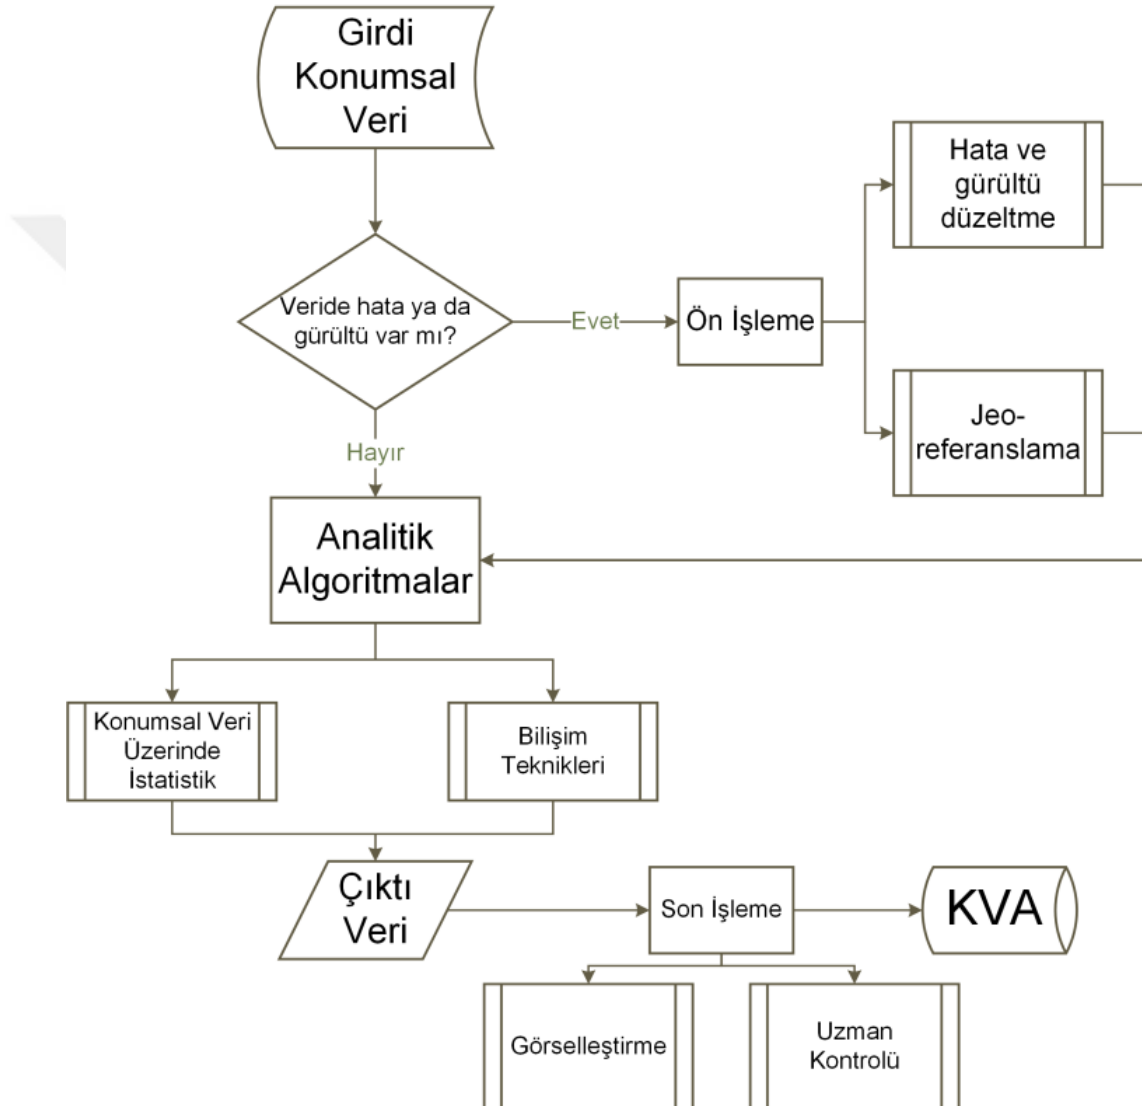 Girdi
Konumsal
Veri
Hata ve
gürültü
düzeltme
Veride hata ya da
gürültü var mı?
Evet
Ön İşleme
Jeo-
referanslama
Hayır
Analitik
Algoritmalar
Konumsal Veri
Üzerinde
İstatistik
Bilişim
Teknikleri
Çıktı
Veri
Son İşleme
KVA
Görselleştirme
Uzman
Kontrolü